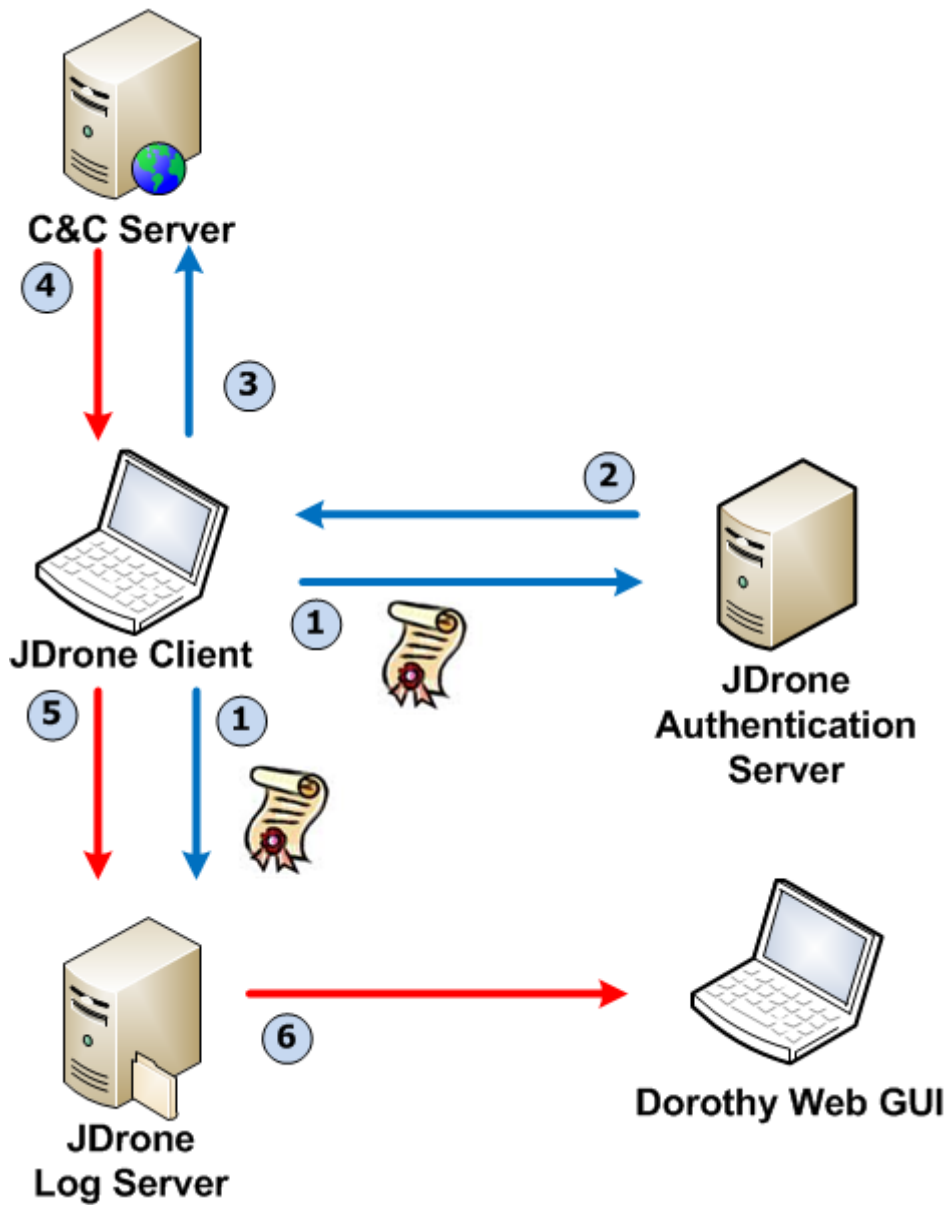 C&C Server
4
3
2
JDrone Client
1
JDrone
Authentication
Server
5
1
6
Dorothy Web GUI
JDrone
Log Server